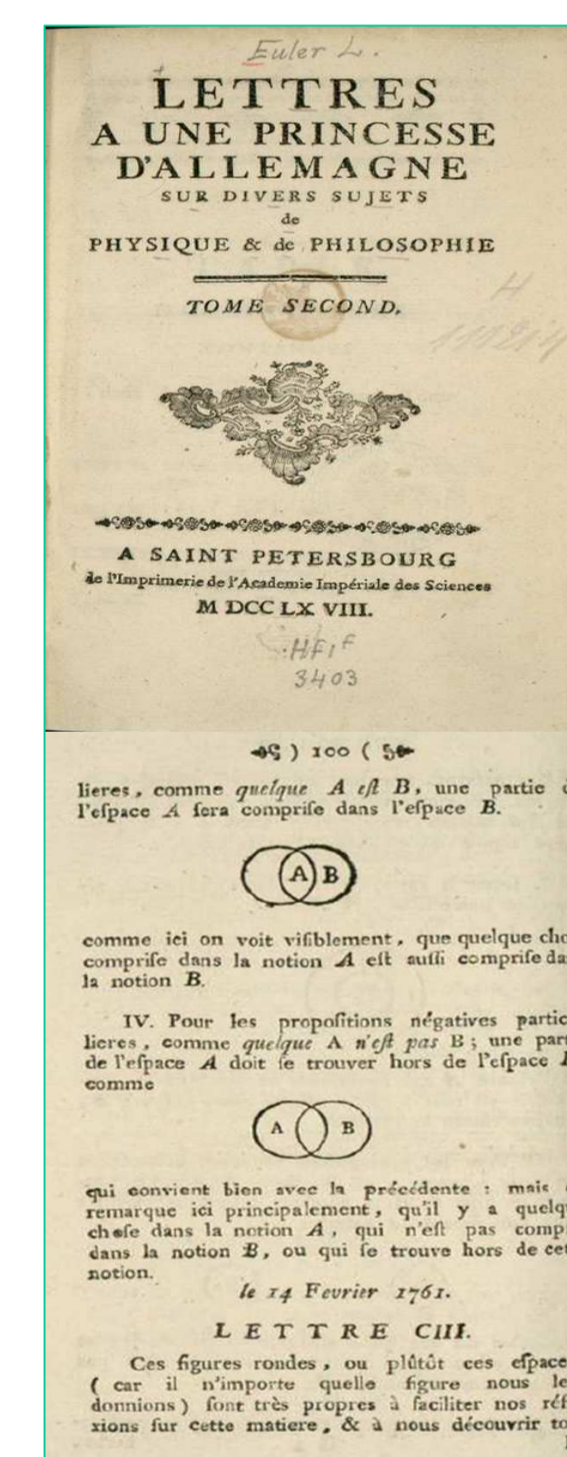 Euler L.
LETTRES
A UNE PRINCESSE
D'ALLEMAGNE
SUR DIVERS SUJETS
de
PHYSIQUE & de PHILOSOPHIE
TOME SECOND.
A SAINT PETERSBOURG
de l'Imprimerie de l'Academie Impériale des Sciences
M DCC LX VIII.
HF1F
3403
) 100 (
lieres, comme quelque A eſt B, une partie
l'eſpace A ſera compriſe dans l'eſpace B.
A B
comme ici on voit viſiblement, que quelque cho
compriſe dans la notion A eſt auſſi compriſe da
la notion B.
IV. Pour les propoſitions négatives partic
lieres, comme quelque A n'eſt pas B; une par
de l'eſpace A doit ſe trouver hors de l'eſpace
comme
A B
qui convient bien avec la précédente : mais
remarque ici principalement, qu'il y a quelq
choſe dans la notion A, qui n'eſt pas comp
dans la notion B, ou qui ſe trouve hors de cet
notion.
le 14 Fevrier 1761.
LETTRE CIII.
Ces figures rondes, ou plûtôt ces eſpace
( car il n'importe quelle figure nous le
donnions ) ſont très propres à faciliter nos réf
xions ſur cette matiere, & à nous découvrir to